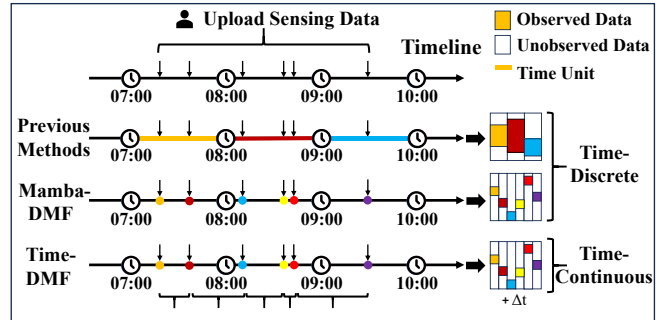 Upload Sensing Data
Observed Data
Unobserved Data
Time Unit
Timeline
07:00 08:00 09:00 10:00
Previous
Methods
07:00 08:00 09:00 10:00
Time-
Discrete
Mamba-
DMF
07:00 08:00 09:00 10:00
Time-
DMF
07:00 08:00 09:00 10:00
Time-
Continuous
+ Δt